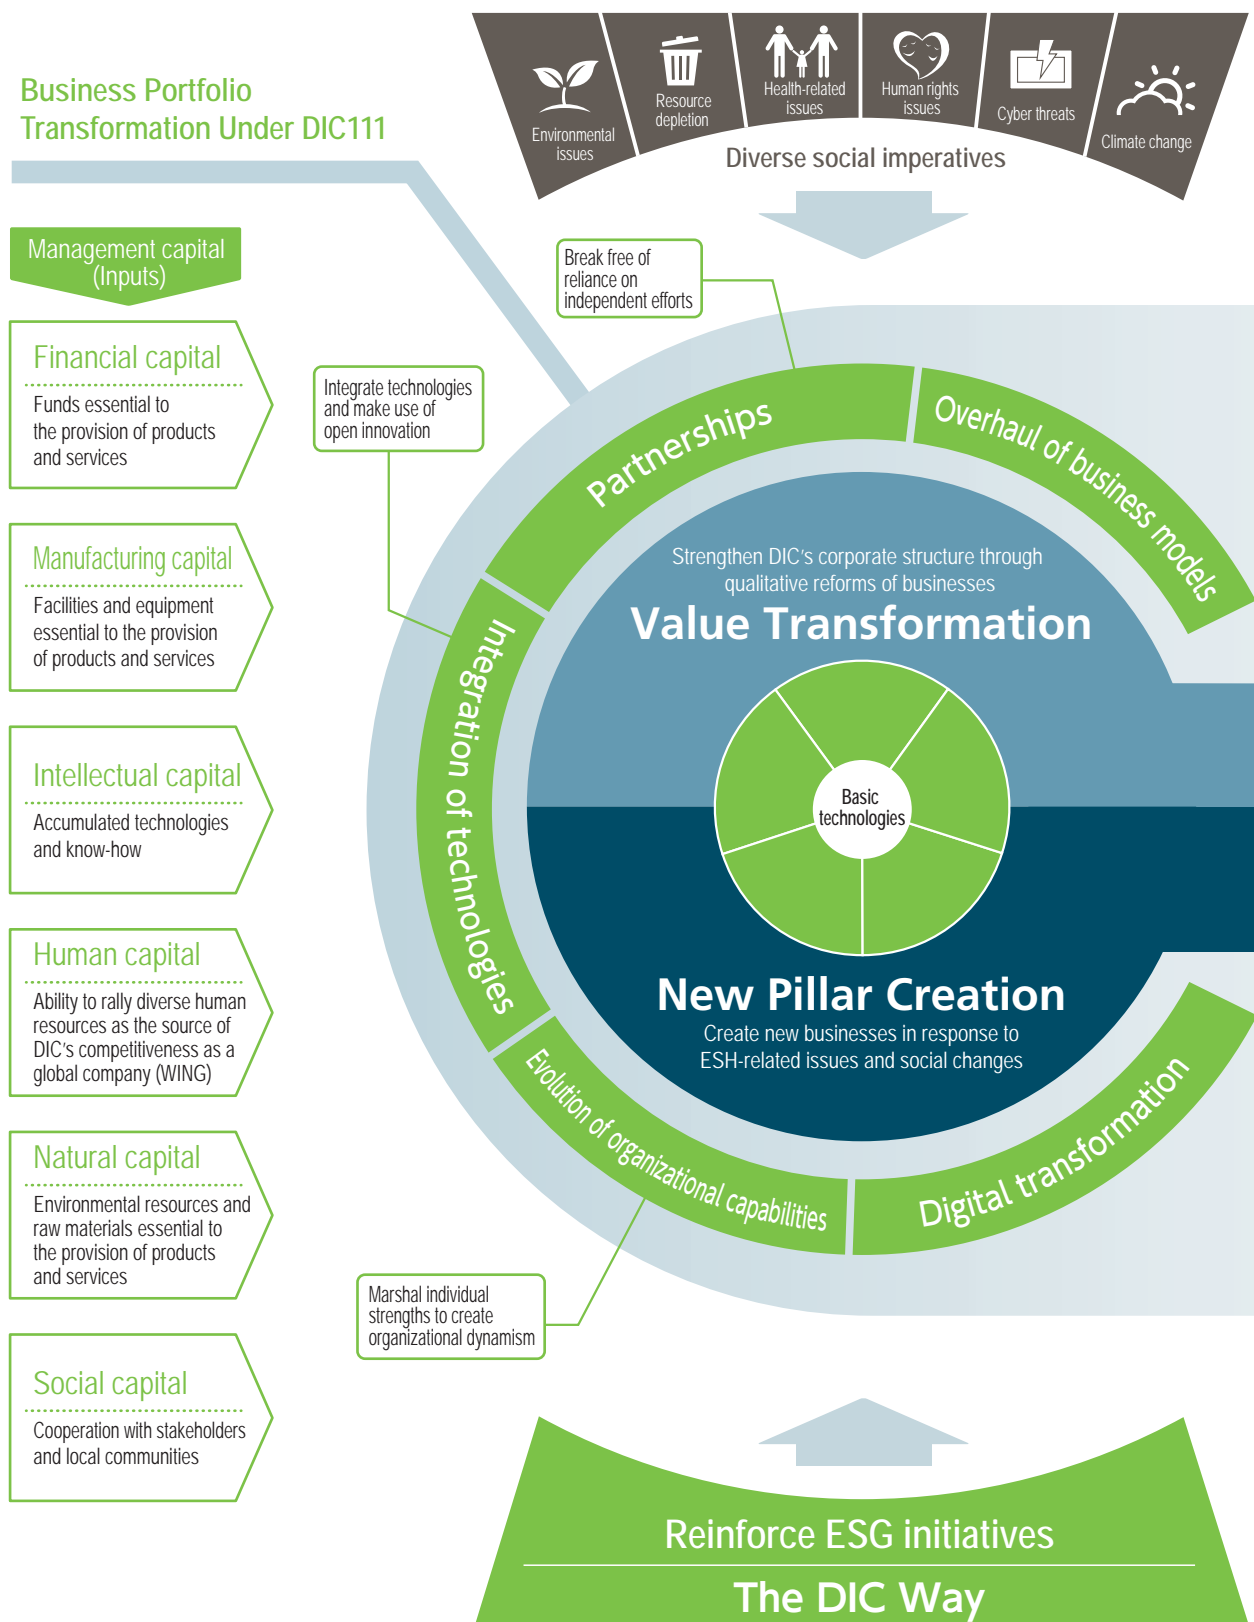 Business Portfolio
Transformation Under DIC111
Environmental
issues
Resource
depletion
Health-related
issues
Human rights
issues
Cyber threats
Climate change
Diverse social imperatives
Management capital
(Inputs)
Financial capital
Funds essential to
the provision of products
and services
Manufacturing capital
Facilities and equipment
essential to the provision
of products and services
Intellectual capital
Accumulated technologies
and know-how
Human capital
Ability to rally diverse human
resources as the source of
DIC's competitiveness as a
global company (WING)
Natural capital
Environmental resources and
raw materials essential to
the provision of products
and services
Social capital
Cooperation with stakeholders
and local communities
Break free of
reliance on
independent efforts
Integrate technologies
and make use of
open innovation
Partnerships
Overhaul of business models
Integration of technologies
Strengthen DIC's corporate structure through
qualitative reforms of businesses
Value Transformation
Basic
technologies
New Pillar Creation
Create new businesses in response to
ESH-related issues and social changes
Evolution of organizational capabilities
Digital transformation
Marshal individual
strengths to create
organizational dynamism
Reinforce ESG initiatives
The DIC Way